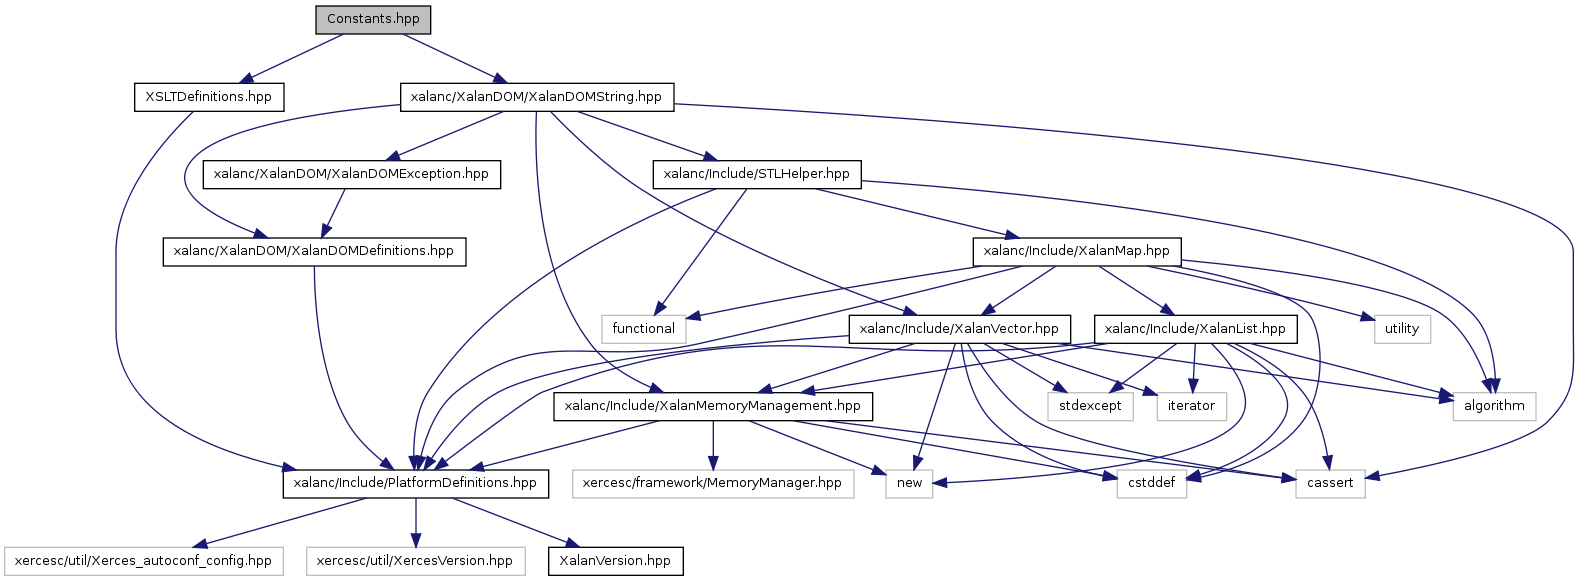 Constants.hpp
XSLTDefinitions.hpp
xalanc/XalanDOM/XalanDOMString.hpp
xalanc/XalanDOM/XalanDOMException.hpp
xalanc/Include/STLHelper.hpp
xalanc/XalanDOM/XalanDOMDefinitions.hpp
xalanc/Include/XalanMap.hpp
functional
xalanc/Include/XalanVector.hpp
xalanc/Include/XalanList.hpp
utility
xalanc/Include/XalanMemoryManagement.hpp
stdexcept
iterator
algorithm
xalanc/Include/PlatformDefinitions.hpp
xercesc/framework/MemoryManager.hpp
new
cstddef
cassert
xercesc/util/Xerces_autoconf_config.hpp
xercesc/util/XercesVersion.hpp
XalanVersion.hpp